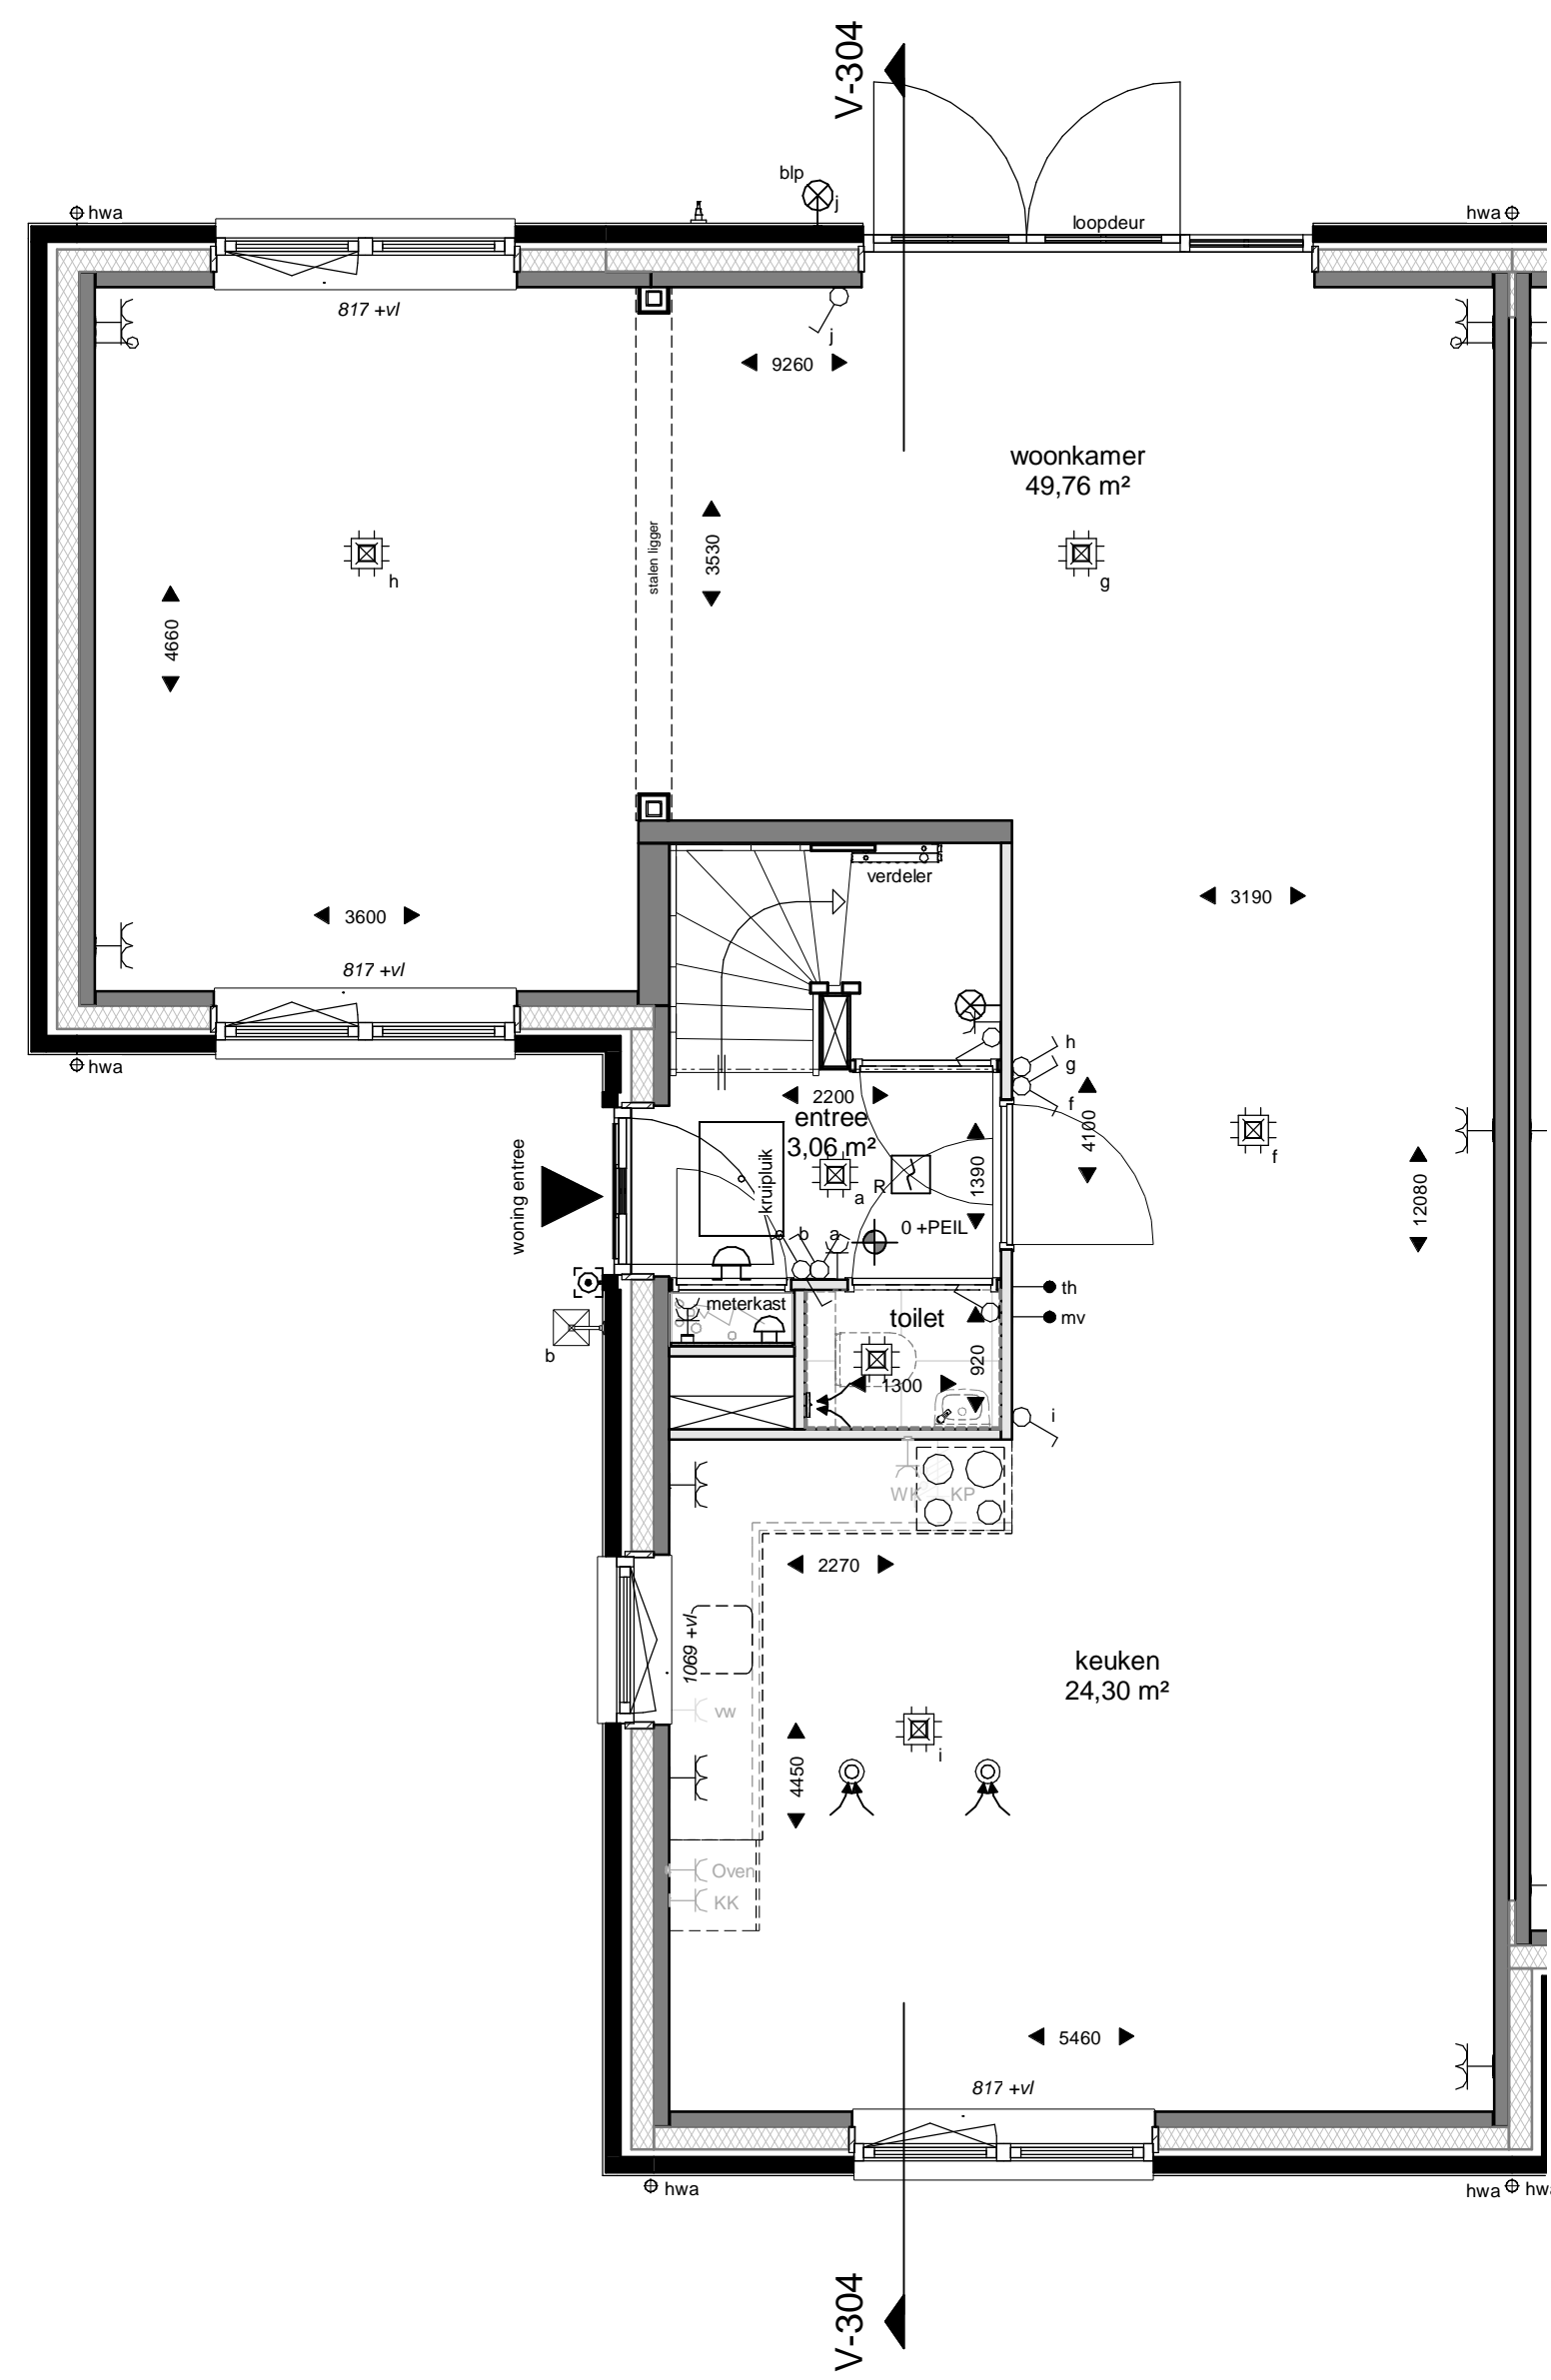 V-304
blp
j
loopdeur
hwa
hwa
817 +vl
j
9260
woonkamer
49,76 m²
stalen ligger
3530
h
g
4660
verdeler
3190
3600
817 +vl
hwa
h
g
f
2200
entree
3,06 m²
4100
f
woning entree
kruipluik
a
R
1390
12080
0 +PEIL
b
a
th
meterkast
toilet
mv
b
920
1300
i
WK
KP
2270
1069 +vl
keuken
24,30 m²
vw
i
4450
Oven
KK
5460
817 +vl
hwa
hwa
V-304